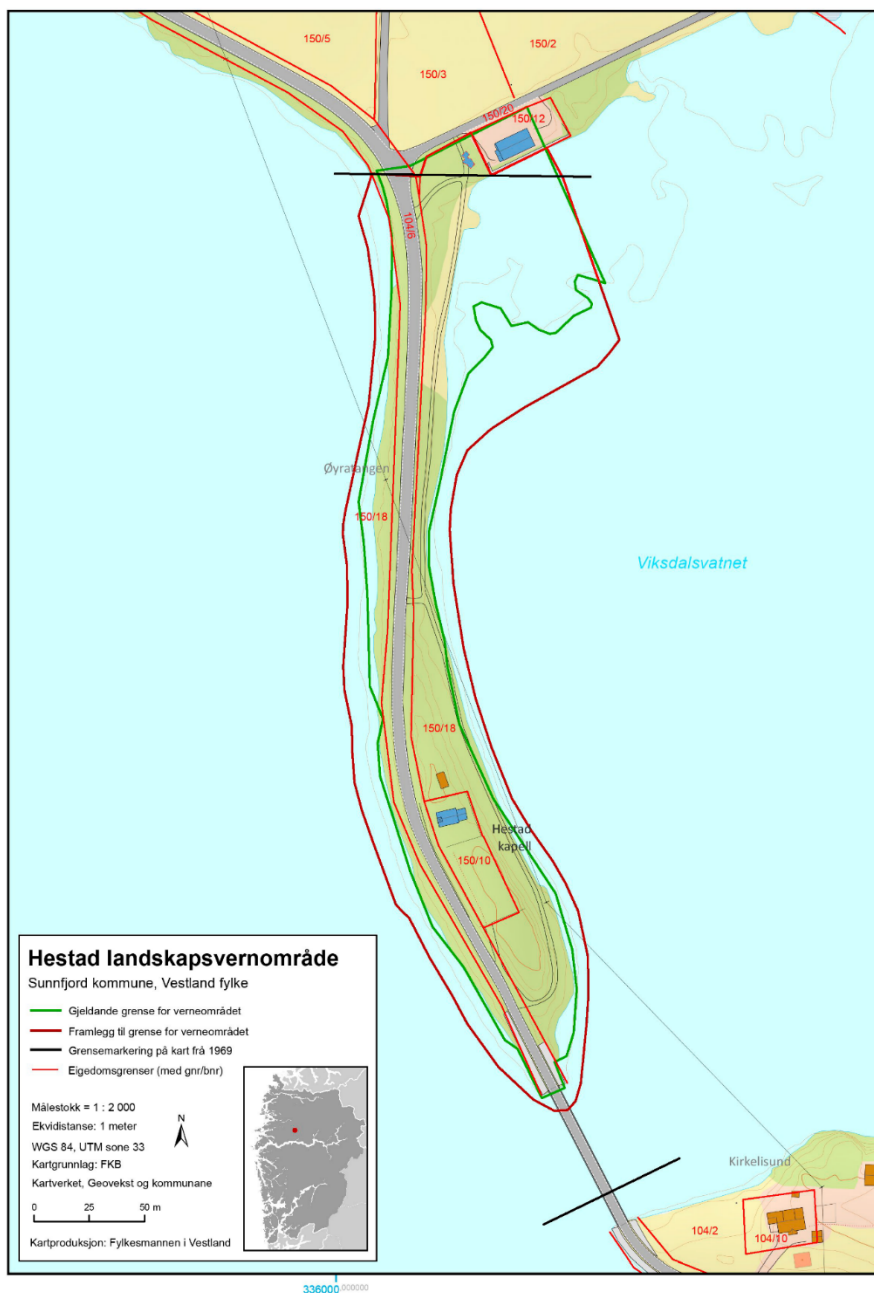 150/5
150/2
150/3
150/20
150/12
104/6
Øyratangen
150/18
Viksdalsvatnet
150/18
Hestad
kapell
150/10
Hestad landskapsvernområde
Sunnfjord kommune, Vestland fylke
Gjeldande grense for verneområdet
Framlegg til grense for verneområdet
Grensemarkering på kart frå 1969
Eigedomsgrenser (med gnr/bnr)
Målestokk = 1 : 2 000
N
Ekvidistanse: 1 meter
WGS 84, UTM sone 33
Kartgrunnlag: FKB
Kartverket, Geovekst og kommunane
0 25 50 m
Kartproduksjon: Fylkesmannen i Vestland
Kirkelisund
104/2
104/10
336000,000000